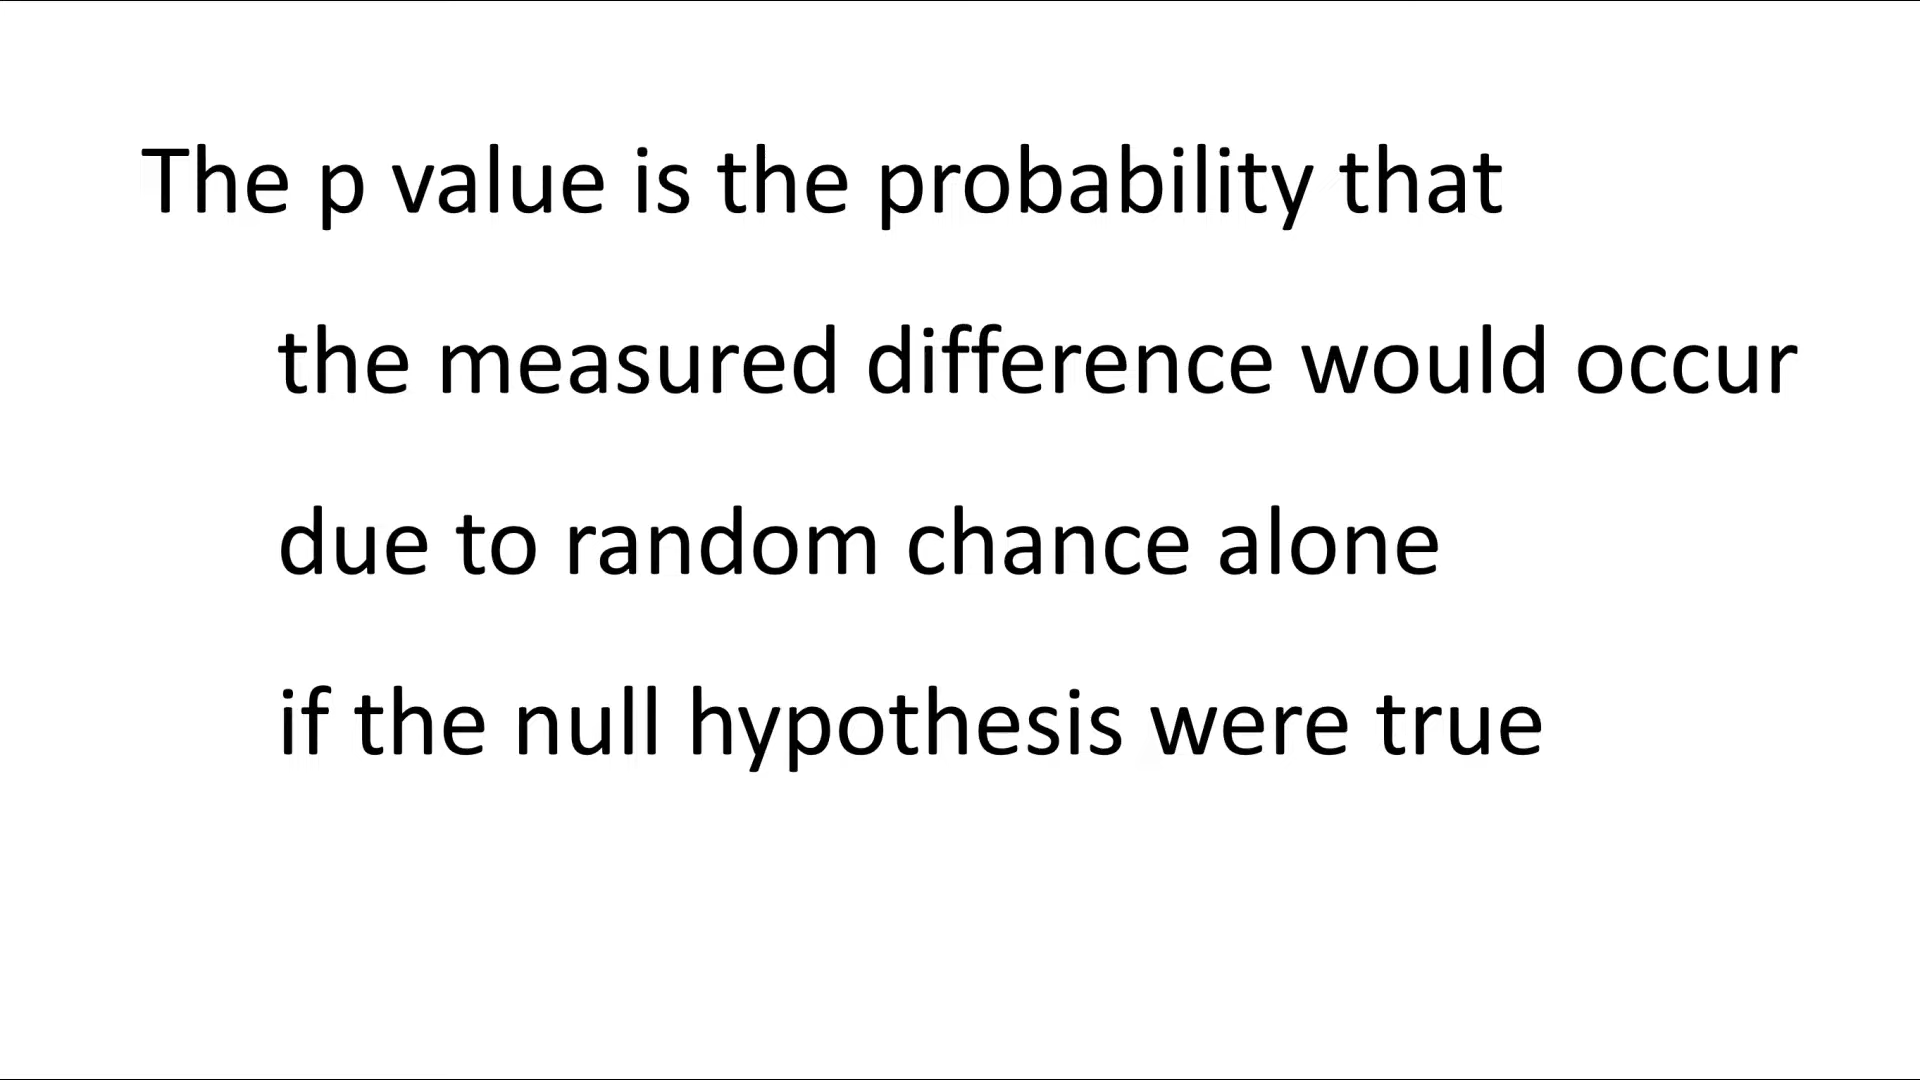 The p value is the probability that
the measured difference would occur
due to random chance alone
if the null hypothesis were true